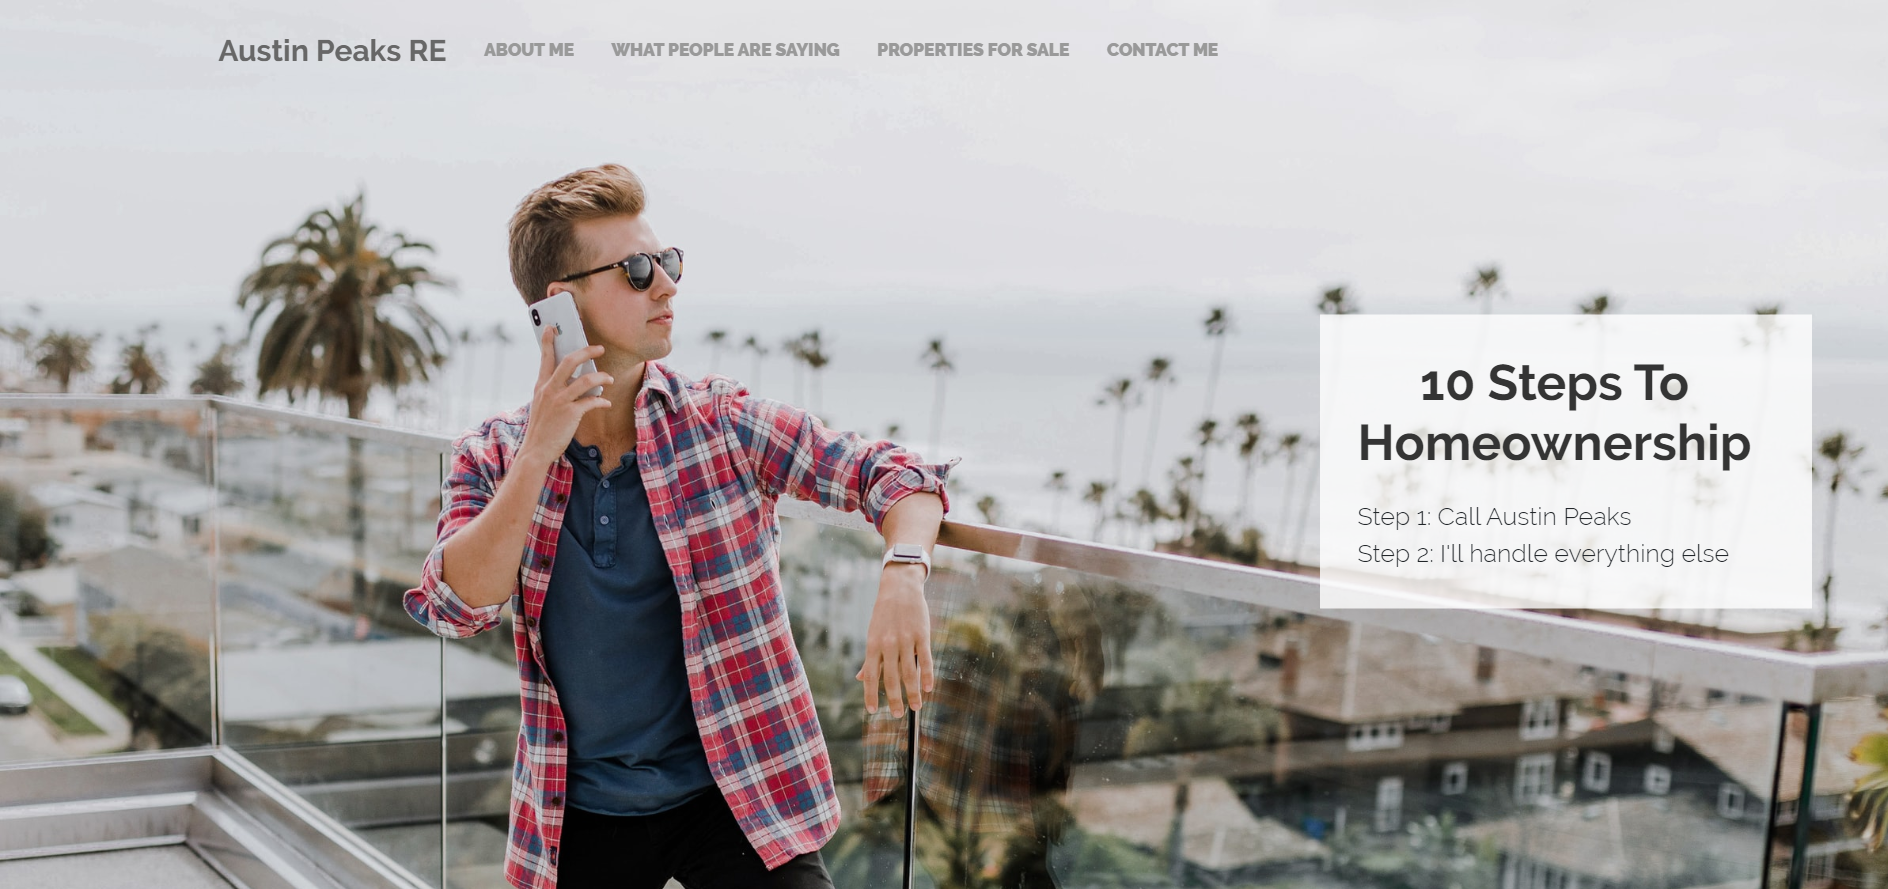 Austin Peaks RE
ABOUT ME
WHAT PEOPLE ARE SAYING
PROPERTIES FOR SALE
CONTACT ME
10 Steps To
Homeownership
Step 1: Call Austin Peaks
Step 2: I'll handle everything else